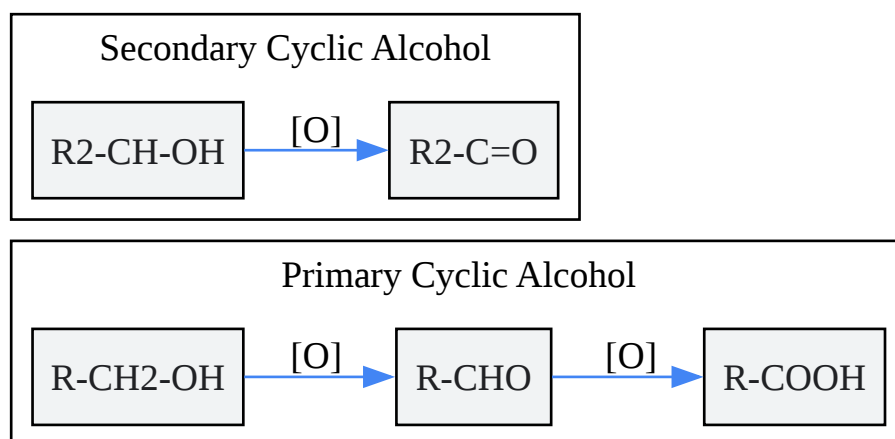 Secondary Cyclic Alcohol
[O]
R2-CH-OH
R2-C=O
Primary Cyclic Alcohol
[O]
[O]
R-CH2-OH
R-CHO
R-COOH